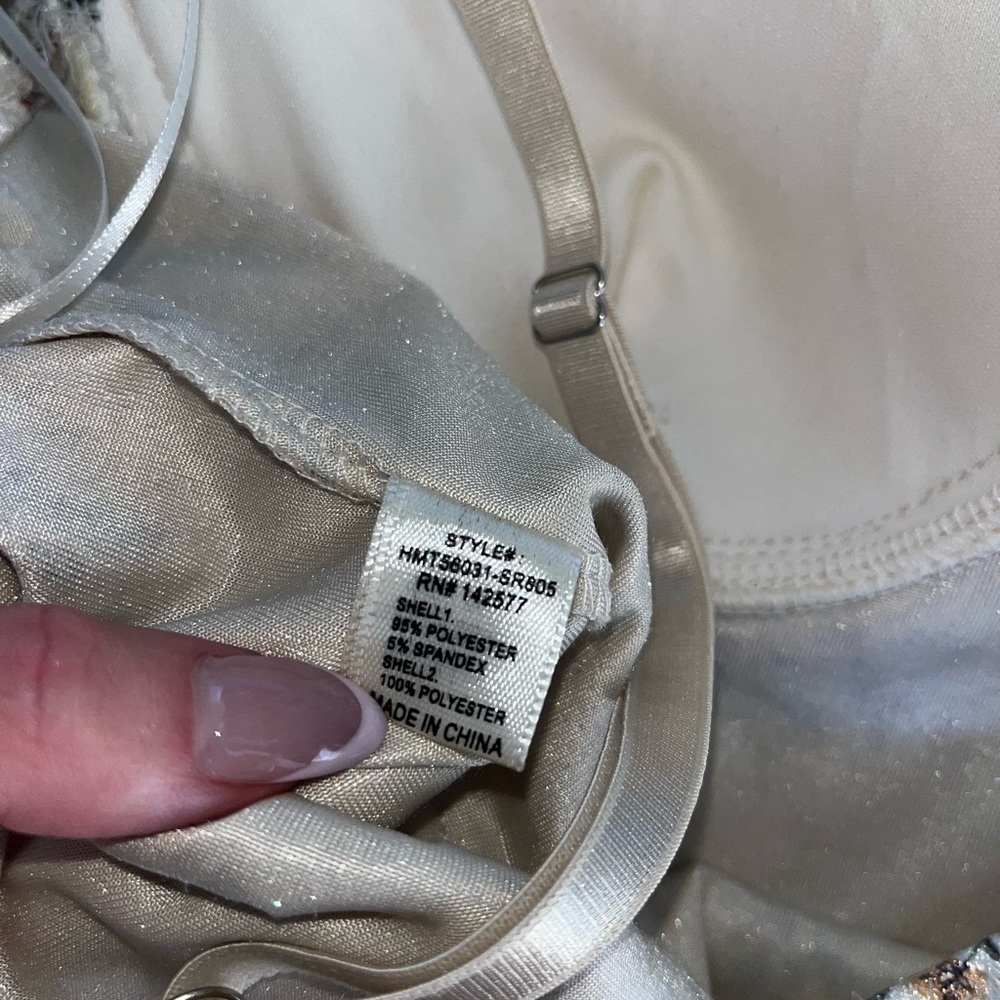 STYLE#:
HMT56031-SR805
RN# 142577
SHELL1.
95% POLYESTER
5% SPANDEX
SHELL2.
100% POLYESTER
MADE IN CHINA